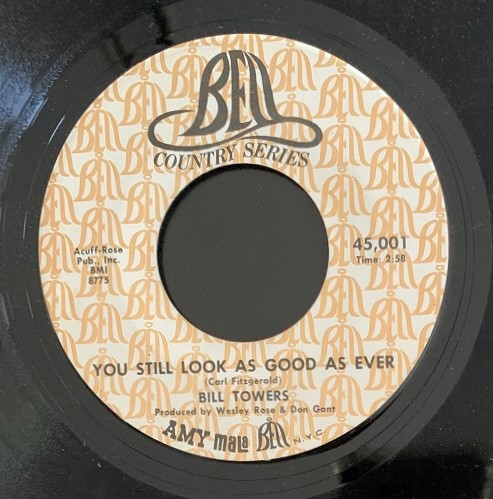 BELL
COUNTRY SERIES
Acuff-Rose
Pub., Inc.
BMI
8775
45,001
Time: 2:58
YOU STILL LOOK AS GOOD AS EVER
(Carl Fitzgerald)
BILL TOWERS
Produced by Wesley Rose & Don Gant
AMY mala BELL N.Y.C.